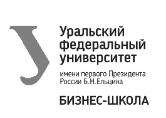 Уральский
федеральный
университет
имени первого Президента
России Б.Н.Ельцина
БИЗНЕС-ШКОЛА